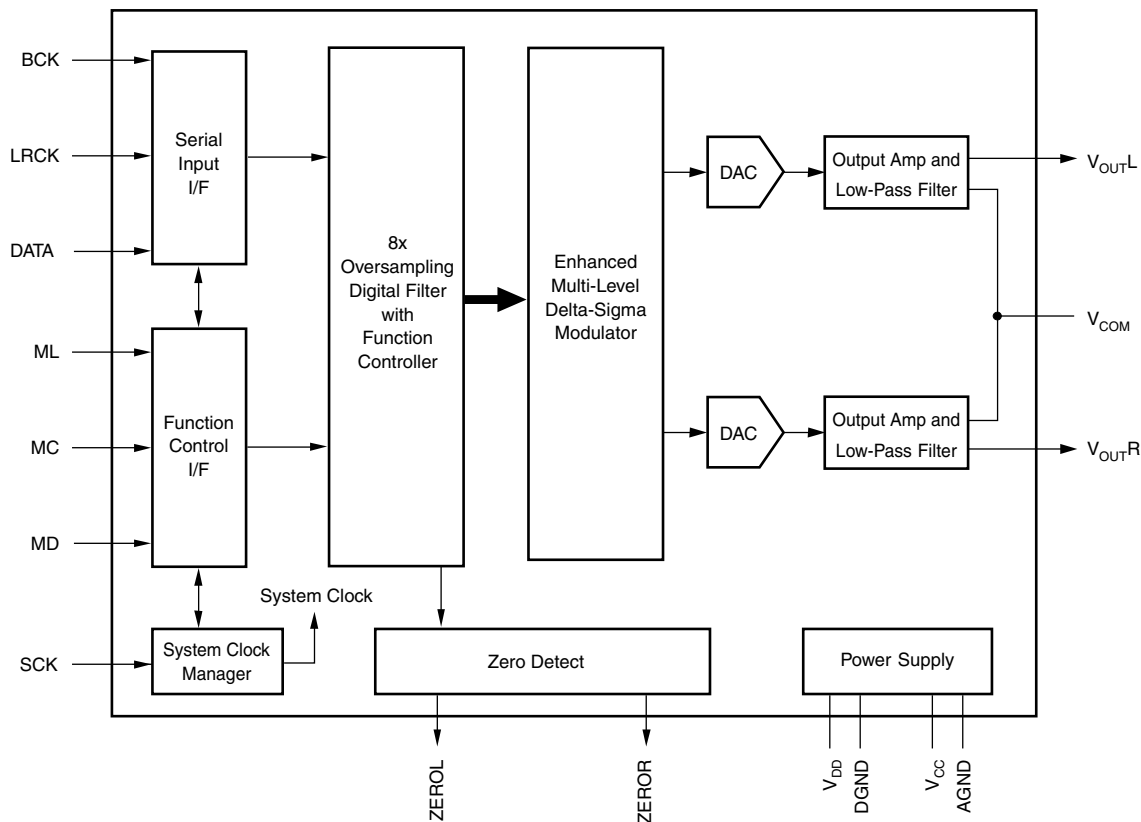 BCK
LRCK
DATA
ML
MC
MD
SCK
Serial
Input
I/F
Function
Control
I/F
System Clock
Manager
System Clock
8x
Oversampling
Digital Filter
with
Function
Controller
Enhanced
Multi-Level
Delta-Sigma
Modulator
DAC
Output Amp and
Low-Pass Filter
VOUTL
VCOM
DAC
Output Amp and
Low-Pass Filter
VOUTR
Zero Detect
Power Supply
ZEROL
ZEROR
VDD
DGND
VCC
AGND